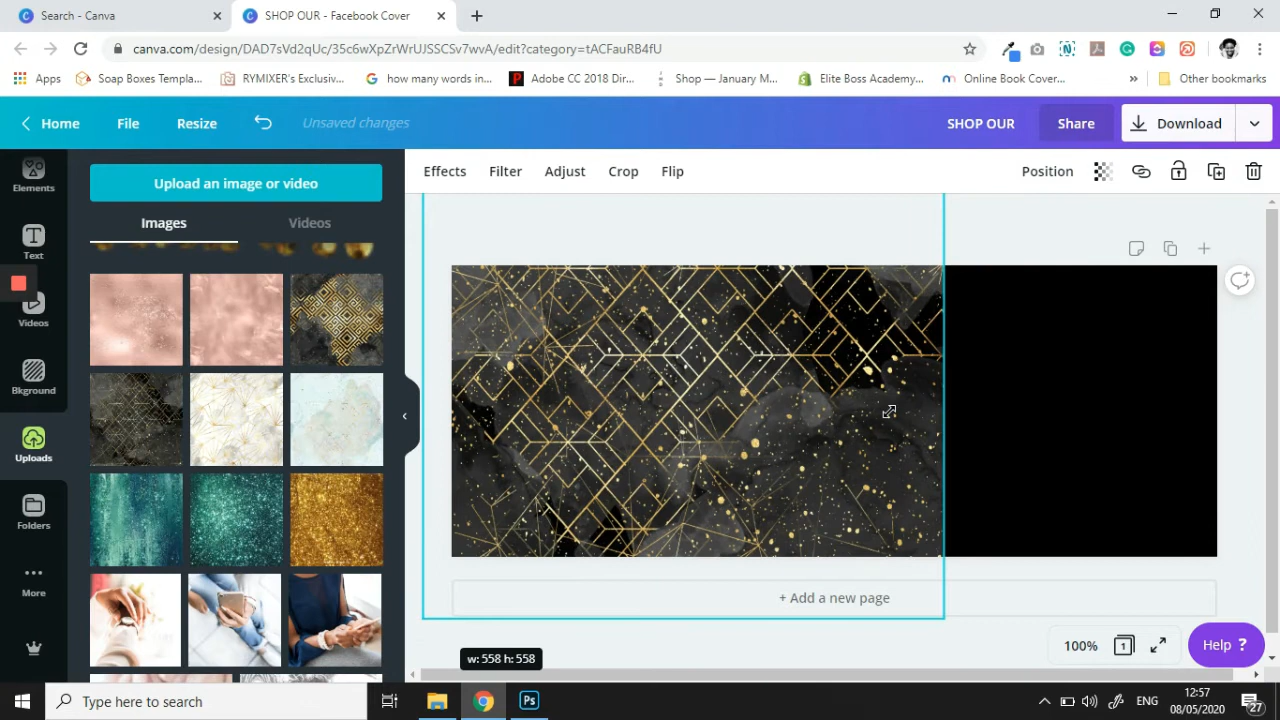 Search - Canva
SHOP OUR - Facebook Cover
canva.com/design/DAD7sVd2qUc/35c6wXpZrWrUJSSCSv7wvA/edit?category=tACFauRB4fU
Apps
Soap Boxes Templa...
RYMIXER's Exclusiv...
how many words in...
Adobe CC 2018 Dir...
Shop — January M...
Elite Boss Academy...
Online Book Cover...
»
Other bookmarks
Home
File
Resize
Unsaved changes
SHOP OUR
Share
Download
Elements
Text
Videos
Bkground
Uploads
Folders
More
Upload an image or video
Images
Videos
Effects
Filter
Adjust
Crop
Flip
Position
+ Add a new page
w: 558 h: 558
100%
1
Help ?
Type here to search
Ps
ENG
12:57
08/05/2020
27